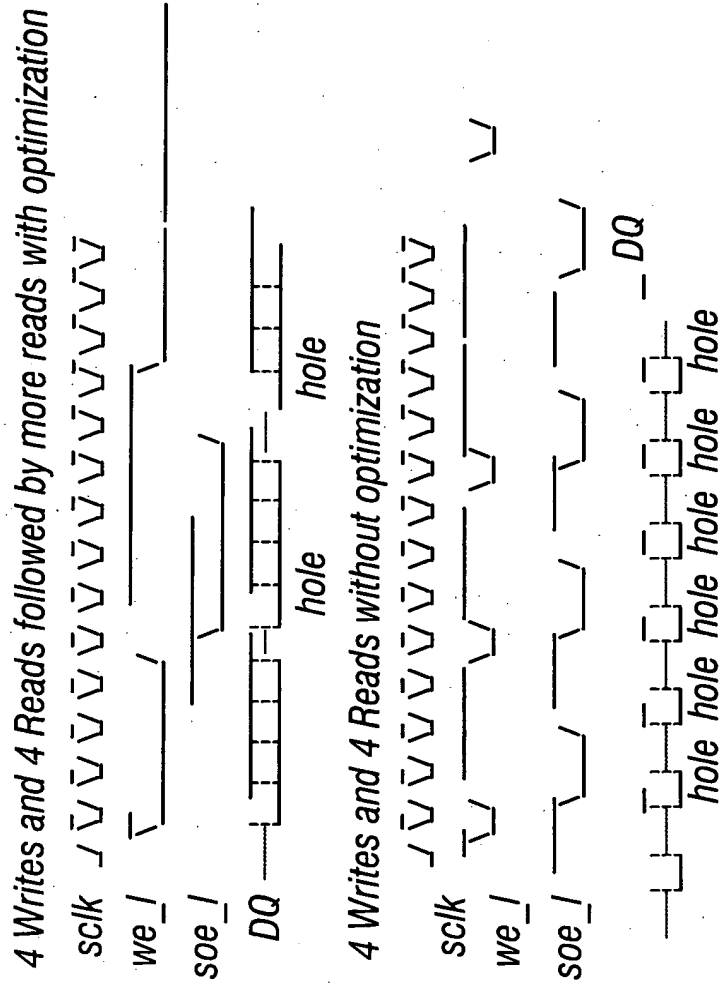 4 Writes and 4 Reads followed by more reads with optimization
sclk
we_l
soe_l
DQ
hole
hole
4 Writes and 4 Reads without optimization
sclk
we_l
soe_l
DQ
hole hole hole hole hole hole